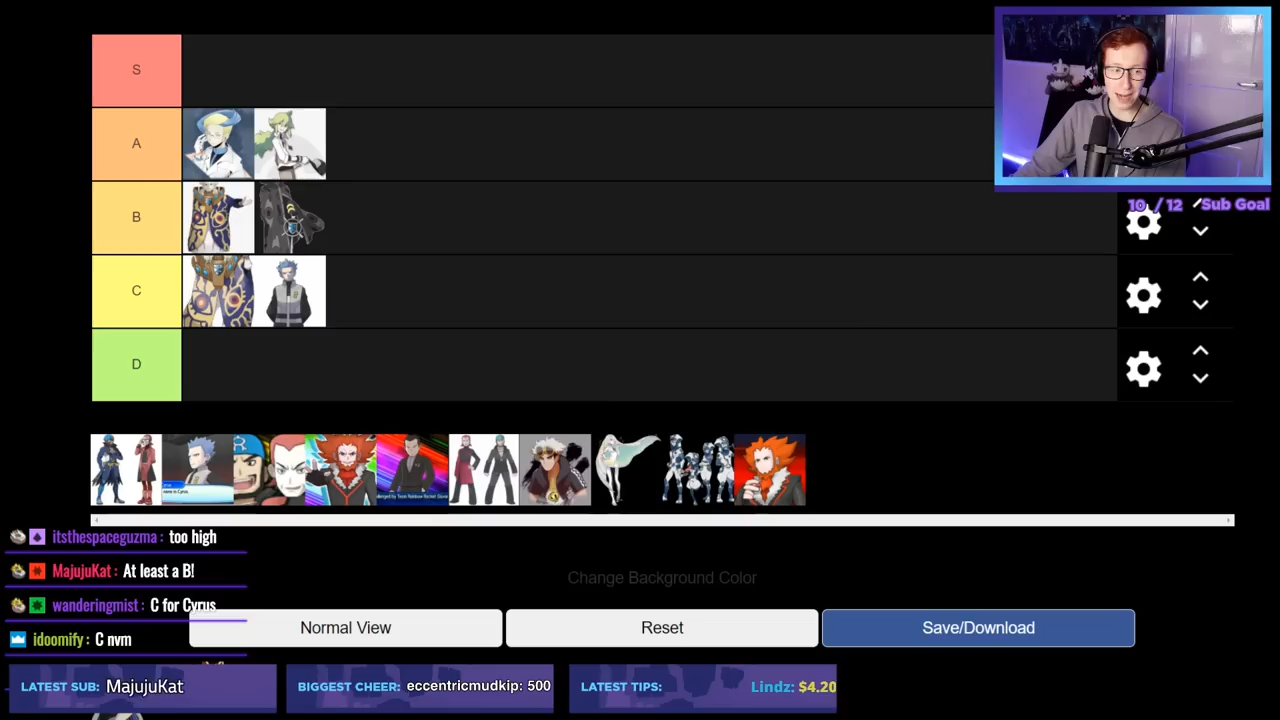 S
A
B
10 / 12 Sub Goal
C
D
itsthespaceguzma : too high
MajujuKat : At least a B!
Change Background Color
wanderingmist : C for Cyrus
Normal View
Reset
Save/Download
idoomify : C nvm
LATEST SUB: MajujuKat
BIGGEST CHEER: eccentricmudkip: 500
LATEST TIPS: Lindz: $4.20